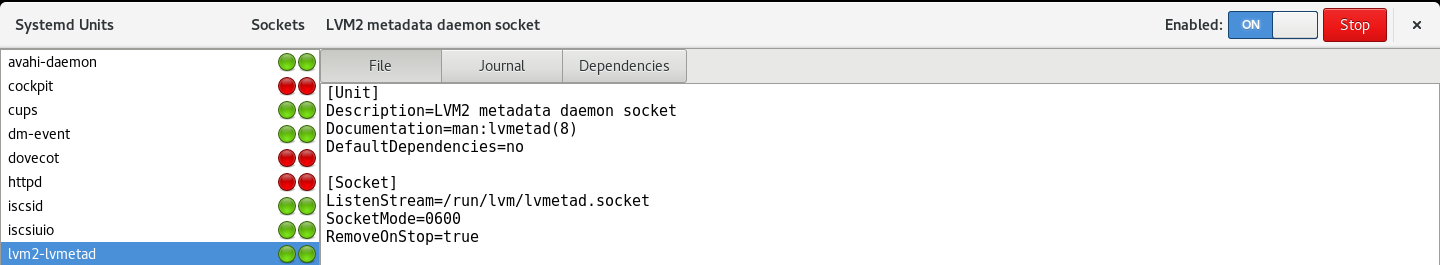 Systemd Units Sockets LVM2 metadata daemon socket Enabled: ON Stop ×
File Journal Dependencies
avahi-daemon
cockpit
cups
dm-event
dovecot
httpd
iscsid
iscsiuio
lvm2-lvmetad
[Unit]
Description=LVM2 metadata daemon socket
Documentation=man:lvmetad(8)
DefaultDependencies=no

[Socket]
ListenStream=/run/lvm/lvmetad.socket
SocketMode=0600
RemoveOnStop=true